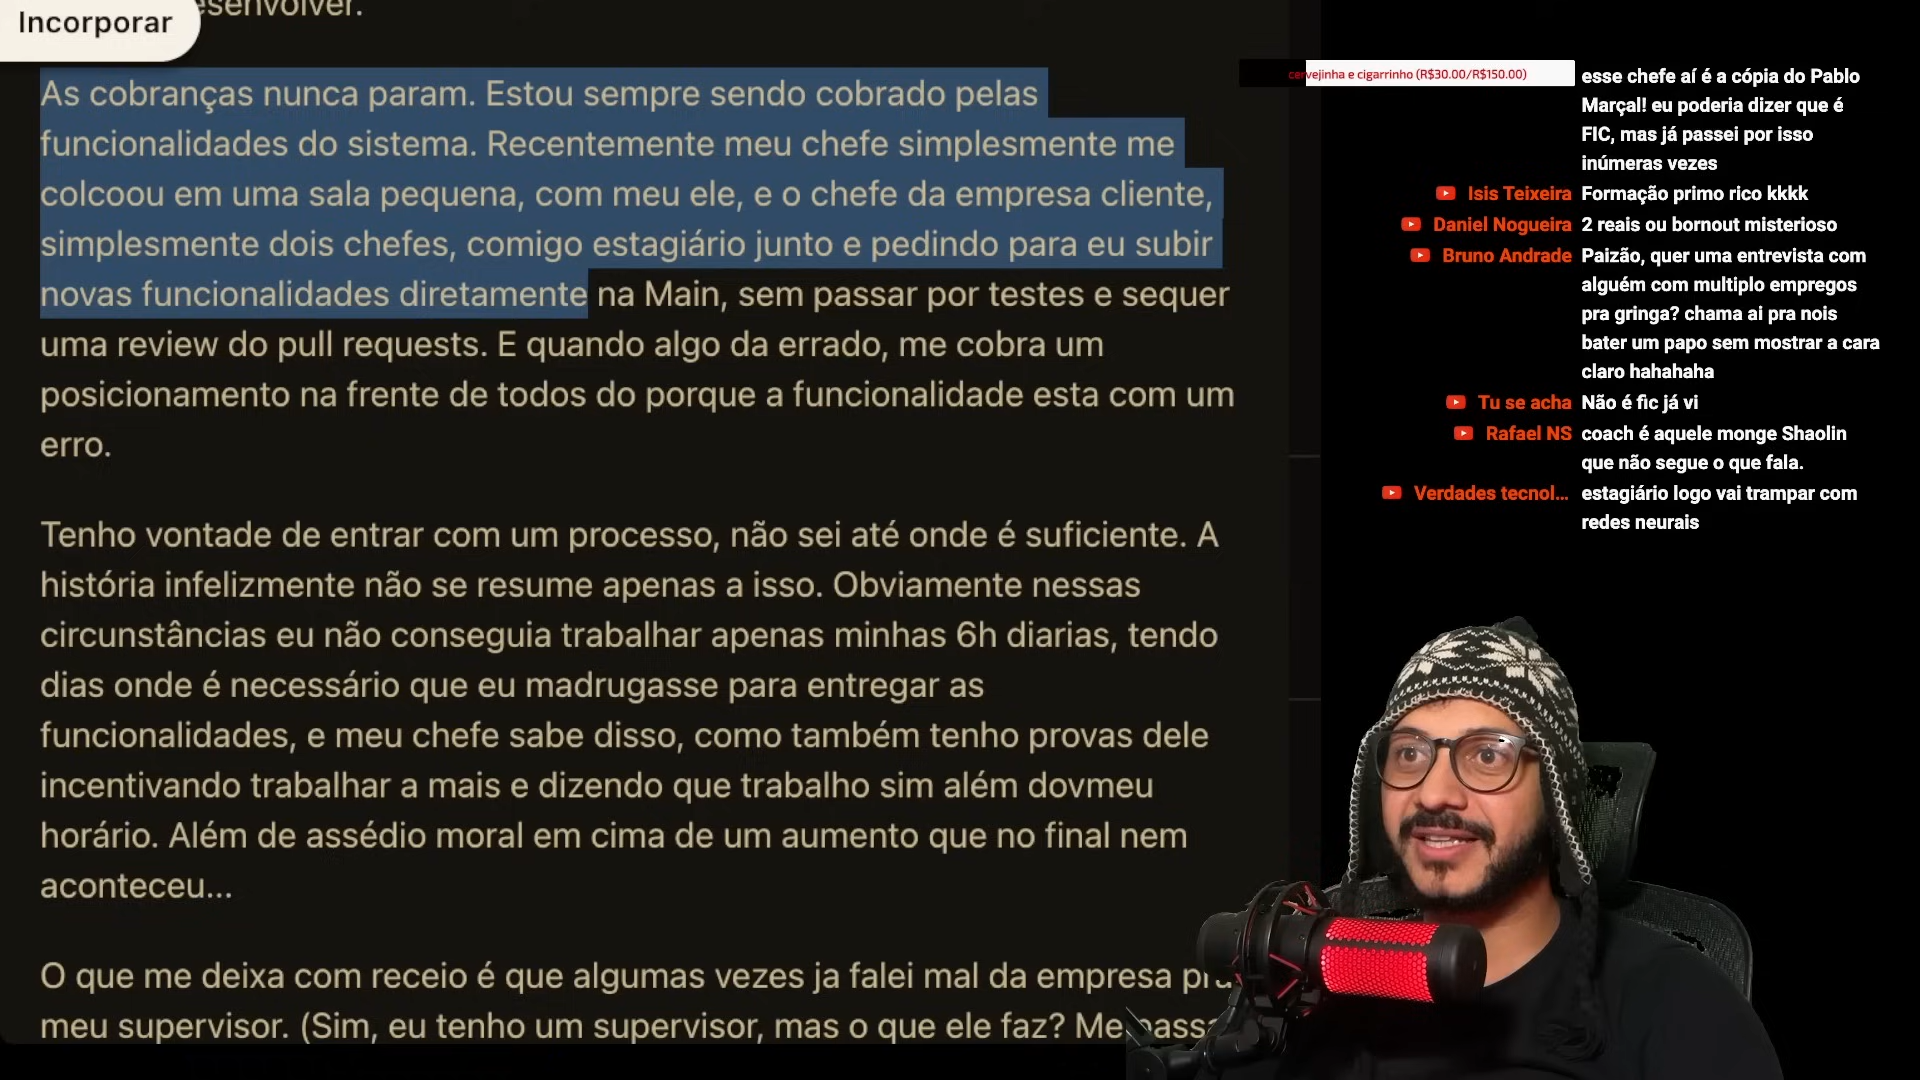 esenvolver.
Incorporar
As cobranças nunca param. Estou sempre sendo cobrado pelas
funcionalidades do sistema. Recentemente meu chefe simplesmente me
colcoou em uma sala pequena, com meu ele, e o chefe da empresa cliente,
simplesmente dois chefes, comigo estagiário junto e pedindo para eu subir
novas funcionalidades diretamente na Main, sem passar por testes e sequer
uma review do pull requests. E quando algo da errado, me cobra um
posicionamento na frente de todos do porque a funcionalidade esta com um
erro.
Tenho vontade de entrar com um processo, não sei até onde é suficiente. A
história infelizmente não se resume apenas a isso. Obviamente nessas
circunstâncias eu não conseguia trabalhar apenas minhas 6h diarias, tendo
dias onde é necessário que eu madrugasse para entregar as
funcionalidades, e meu chefe sabe disso, como também tenho provas dele
incentivando trabalhar a mais e dizendo que trabalho sim além dovmeu
horário. Além de assédio moral em cima de um aumento que no final nem
aconteceu...
O que me deixa com receio é que algumas vezes ja falei mal da empresa pra
meu supervisor. (Sim, eu tenho um supervisor, mas o que ele faz? Me passa
cervejinha e cigarrinho (R$30.00/R$150.00)
esse chefe aí é a cópia do Pablo
Marçal! eu poderia dizer que é
FIC, mas já passei por isso
inúmeras vezes
Isis Teixeira Formação primo rico kkkk
Daniel Nogueira 2 reais ou bornout misterioso
Bruno Andrade Paizão, quer uma entrevista com
alguém com multiplo empregos
pra gringa? chama ai pra nois
bater um papo sem mostrar a cara
claro hahahaha
Tu se acha Não é fic já vi
Rafael NS coach é aquele monge Shaolin
que não segue o que fala.
Verdades tecnol... estagiário logo vai trampar com
redes neurais